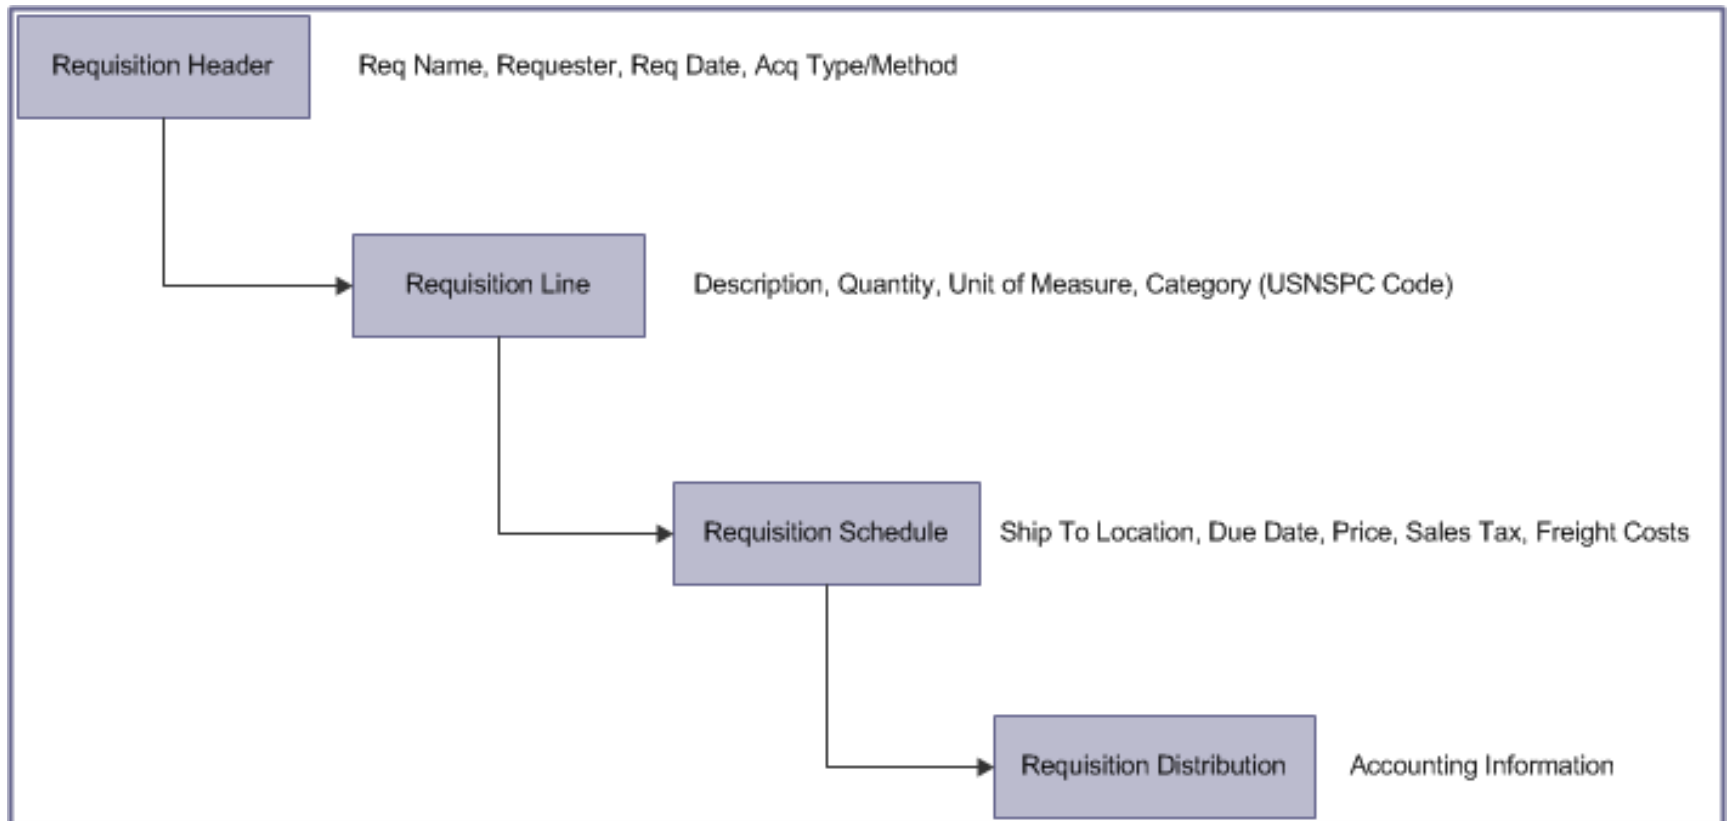 Requisition Header
Req Name, Requester, Req Date, Acq Type/Method
Requisition Line
Description, Quantity, Unit of Measure, Category (USNSPC Code)
Requisition Schedule
Ship To Location, Due Date, Price, Sales Tax, Freight Costs
Requisition Distribution
Accounting Information